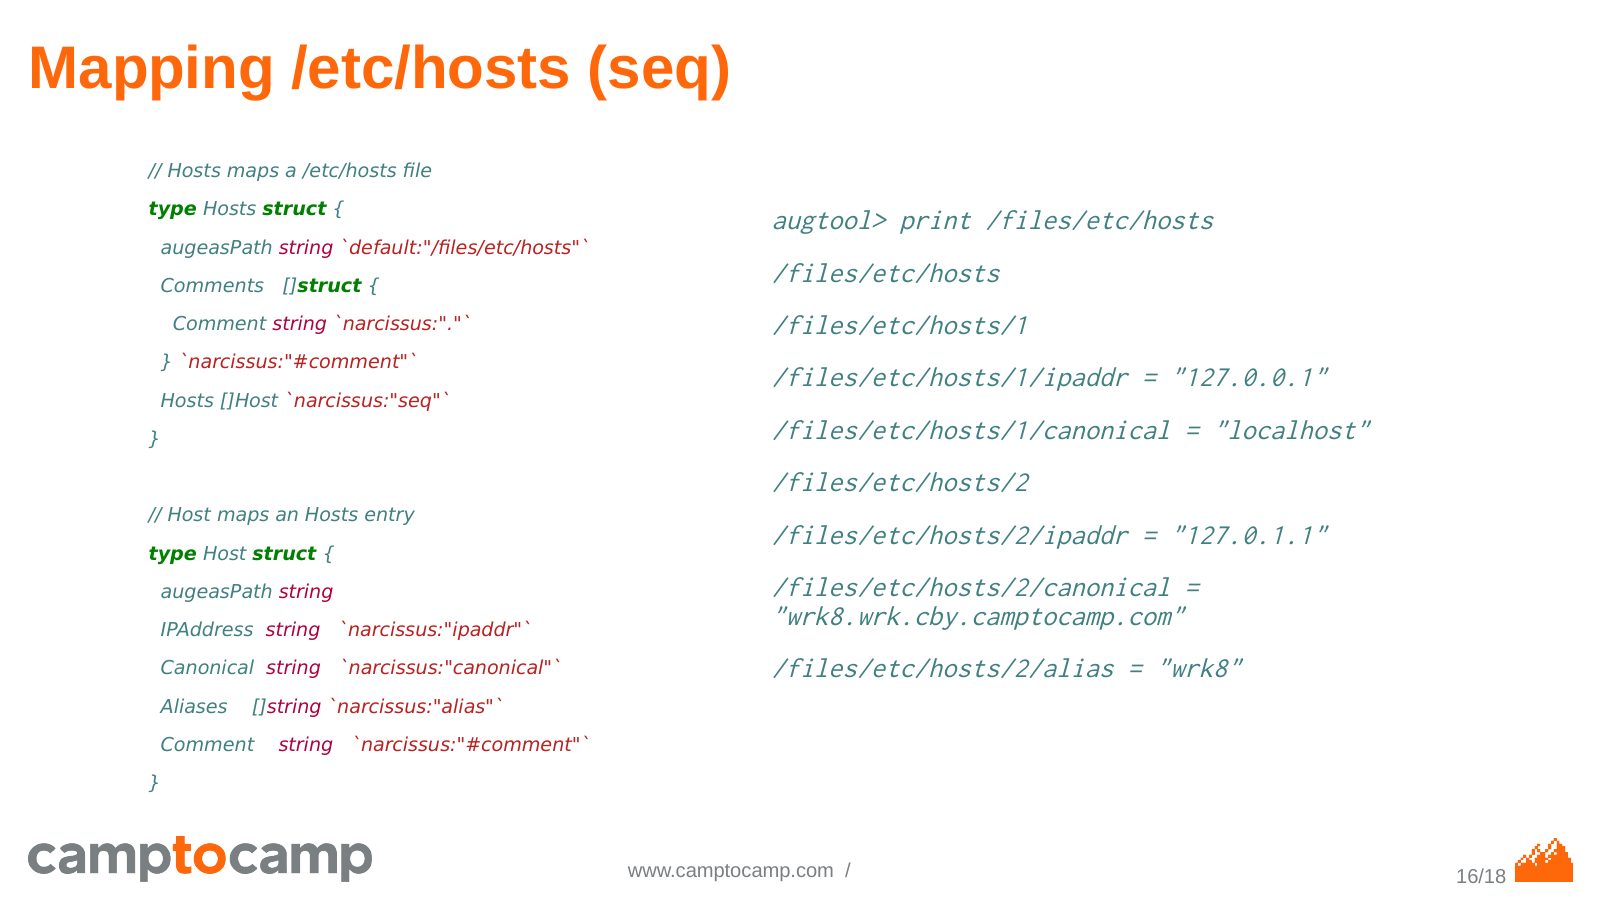 Mapping /etc/hosts (seq)
// Hosts maps a /etc/hosts file
type Hosts struct {
  augeasPath string `default:"/files/etc/hosts"`
  Comments   []struct {
    Comment string `narcissus:"."`
  } `narcissus:"#comment"`
  Hosts []Host `narcissus:"seq"`
}
// Host maps an Hosts entry
type Host struct {
  augeasPath string
  IPAddress  string   `narcissus:"ipaddr"`
  Canonical  string   `narcissus:"canonical"`
  Aliases    []string `narcissus:"alias"`
  Comment    string   `narcissus:"#comment"`
}
augtool> print /files/etc/hosts
/files/etc/hosts
/files/etc/hosts/1
/files/etc/hosts/1/ipaddr = ”127.0.0.1”
/files/etc/hosts/1/canonical = ”localhost”
/files/etc/hosts/2
/files/etc/hosts/2/ipaddr = ”127.0.1.1”
/files/etc/hosts/2/canonical =
”wrk8.wrk.cby.camptocamp.com”
/files/etc/hosts/2/alias = ”wrk8”
camptocamp
www.camptocamp.com /
16/18